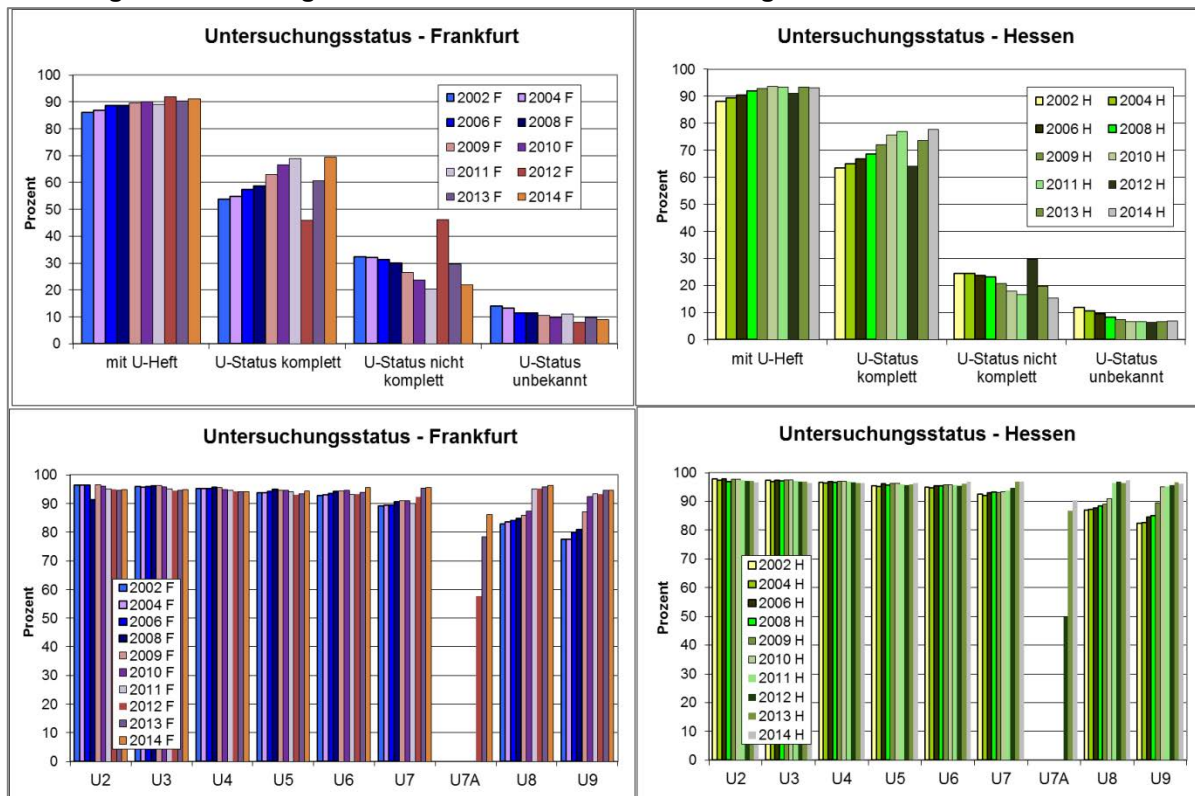 Untersuchungsstatus - Frankfurt
Prozent
100
90
80
70
60
50
40
30
20
10
0
2002 F 2004 F
2006 F 2008 F
2009 F 2010 F
2011 F 2012 F
2013 F 2014 F
mit U-Heft U-Status komplett U-Status nicht komplett U-Status unbekannt
Untersuchungsstatus - Hessen
Prozent
100
90
80
70
60
50
40
30
20
10
0
2002 H 2004 H
2006 H 2008 H
2009 H 2010 H
2011 H 2012 H
2013 H 2014 H
mit U-Heft U-Status komplett U-Status nicht komplett U-Status unbekannt
Untersuchungsstatus - Frankfurt
Prozent
100
90
80
70
60
50
40
30
20
10
0
2002 F
2004 F
2006 F
2008 F
2009 F
2010 F
2011 F
2012 F
2013 F
2014 F
U2 U3 U4 U5 U6 U7 U7A U8 U9
Untersuchungsstatus - Hessen
Prozent
100
90
80
70
60
50
40
30
20
10
0
2002 H
2004 H
2006 H
2008 H
2009 H
2010 H
2011 H
2012 H
2013 H
2014 H
U2 U3 U4 U5 U6 U7 U7A U8 U9